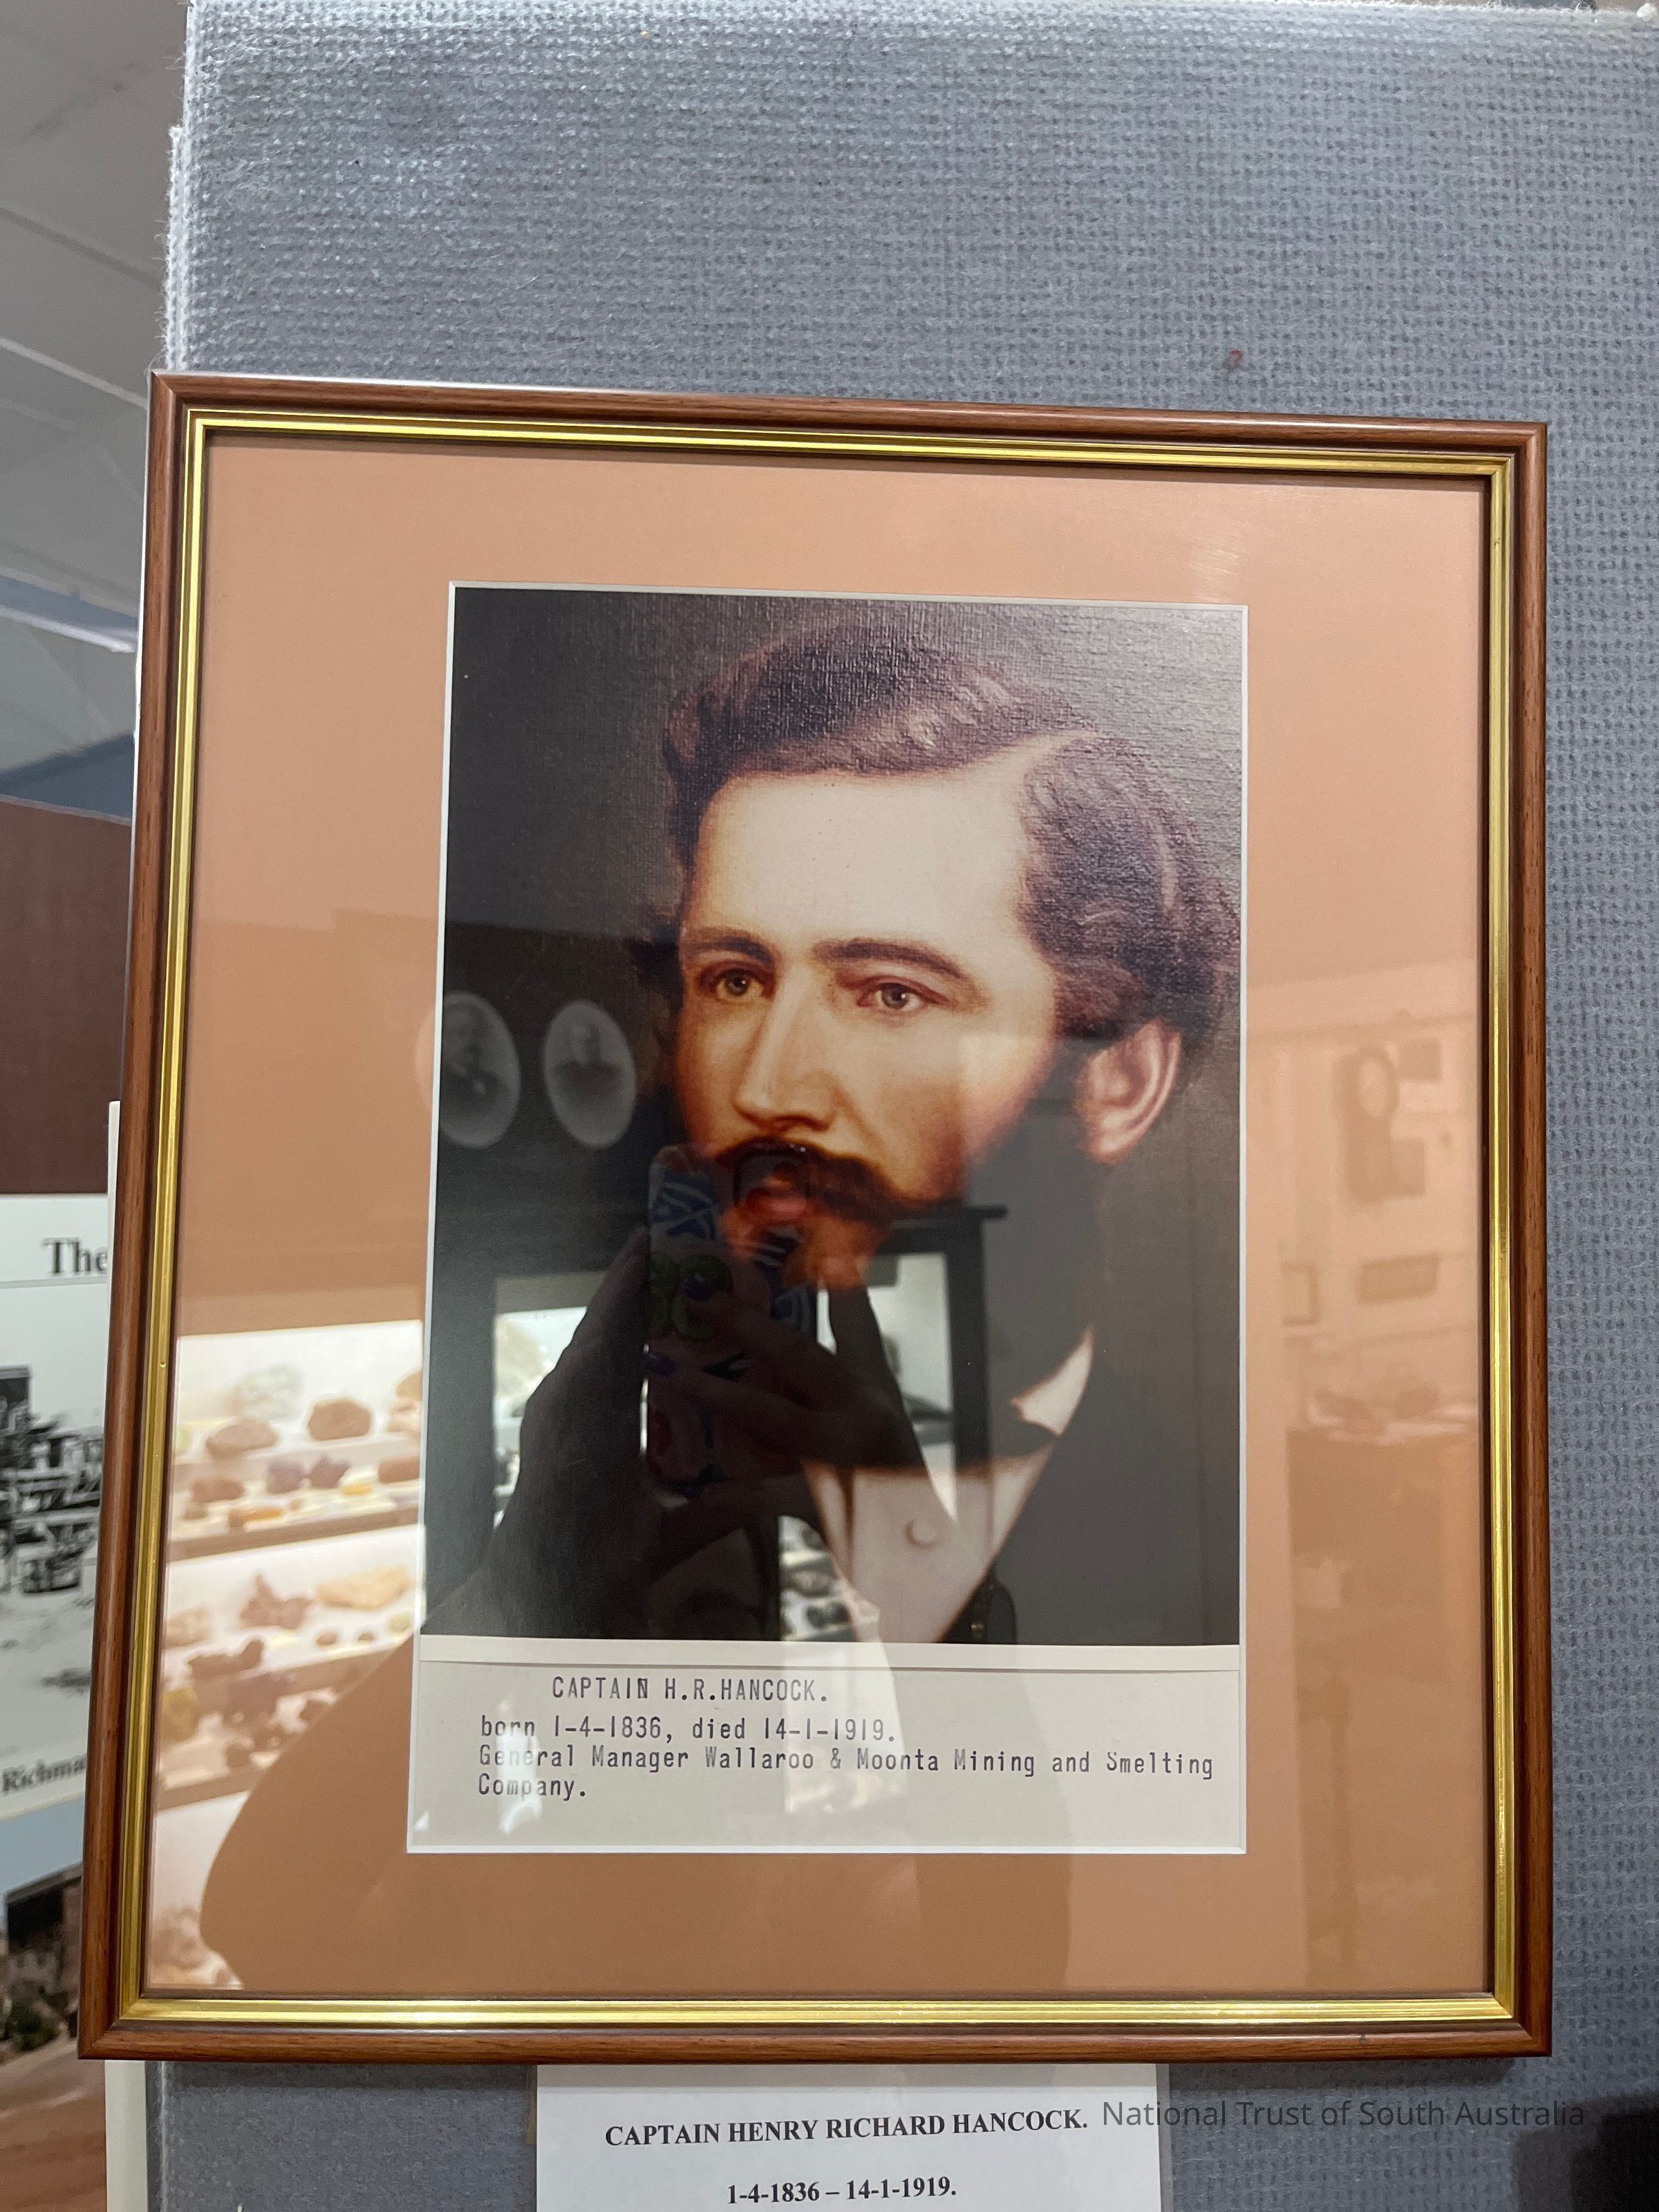 The
Richma
CAPTAIN H.R.HANCOCK.
born 1-4-1836, died 14-1-1919.
General Manager Wallaroo & Moonta Mining and Smelting
Company.
CAPTAIN HENRY RICHARD HANCOCK.
National Trust of South Australia
1-4-1836 – 14-1-1919.